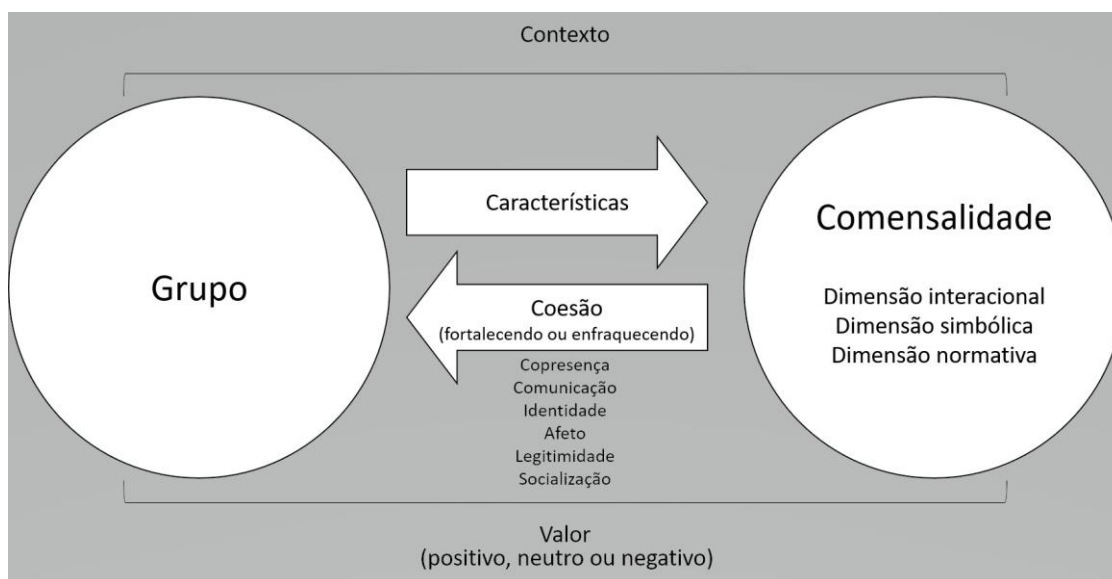 Contexto
Grupo
Características
Coesão
(fortalecendo ou enfraquecendo)
Copresença
Comunicação
Identidade
Afeto
Legitimidade
Socialização
Comensalidade
Dimensão interacional
Dimensão simbólica
Dimensão normativa
Valor
(positivo, neutro ou negativo)